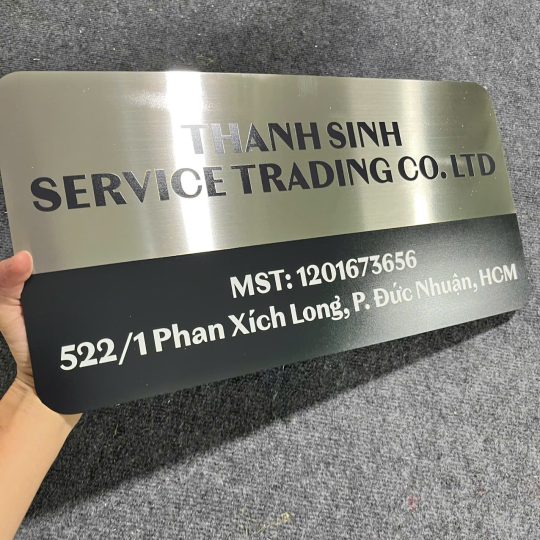 THANH SINH
SERVICE TRADING CO. LTD
MST: 1201673656
522/1 Phan Xích Long, P. Đức Nhuận, HCM